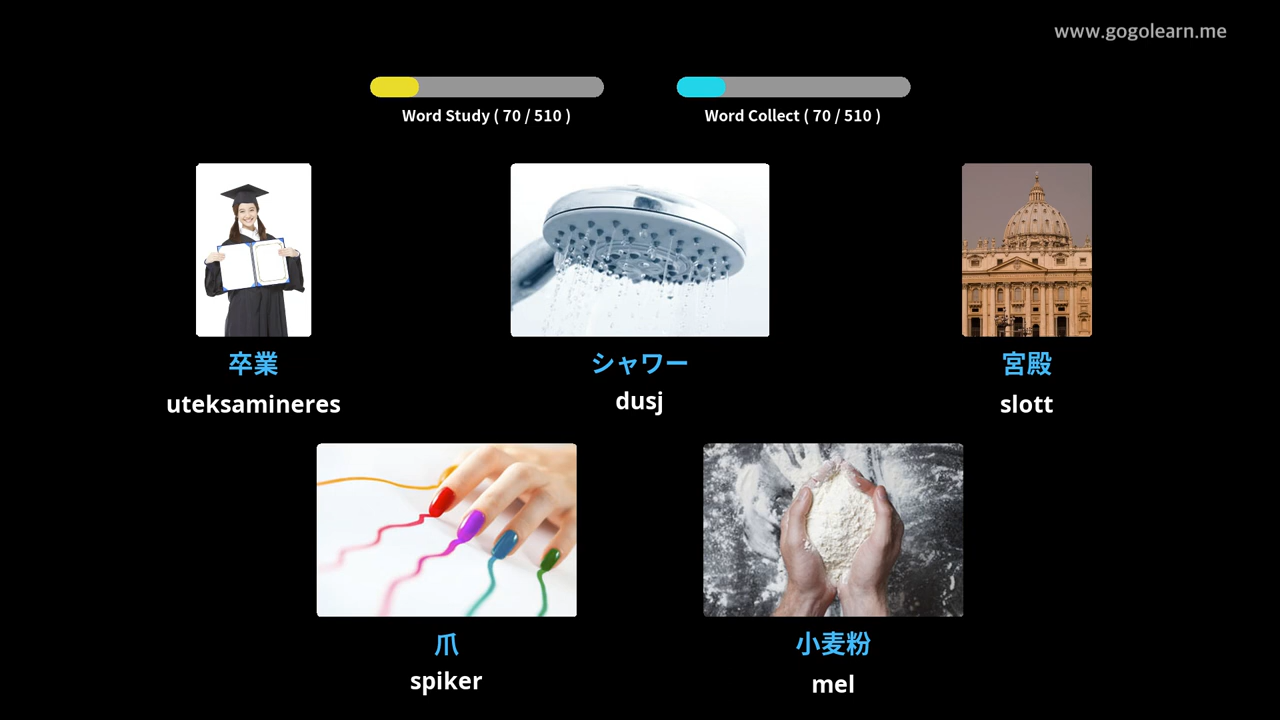 www.gogolearn.me
Word Study ( 70 / 510 )
Word Collect ( 70 / 510 )
卒業
uteksamineres
シャワー
dusj
宮殿
slott
爪
spiker
小麦粉
mel